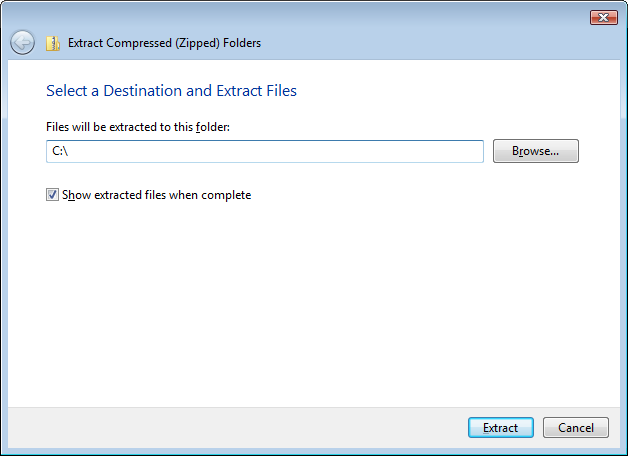 Extract Compressed (Zipped) Folders
Select a Destination and Extract Files
Files will be extracted to this folder:
C:\
Browse...
Show extracted files when complete
Extract
Cancel